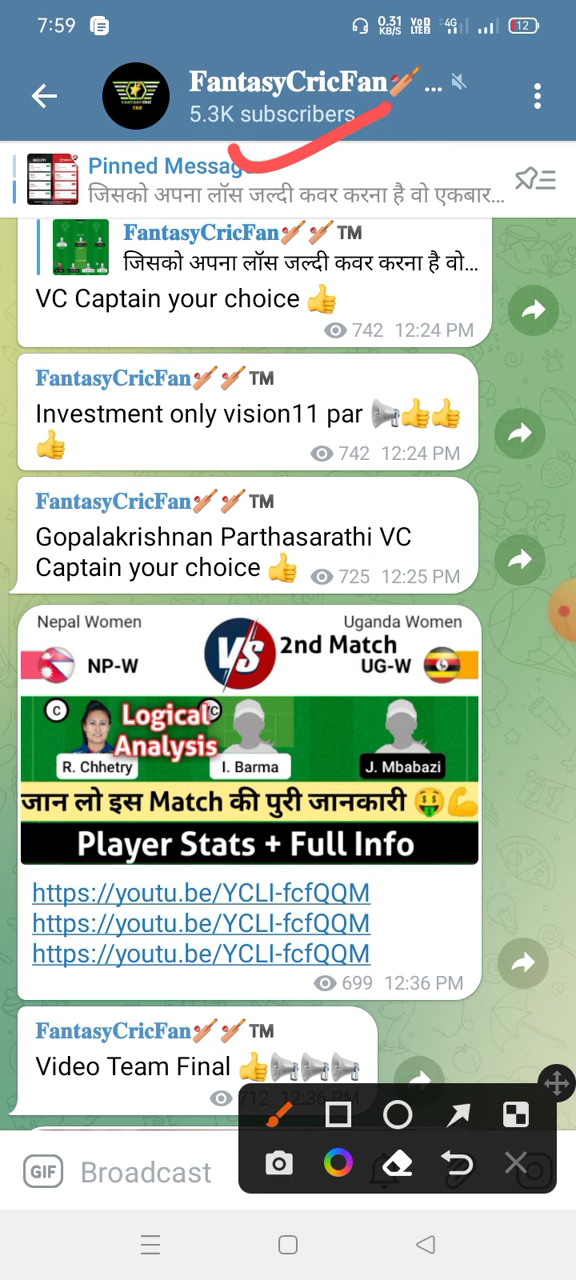 7:59
0.31 KB/S
VoD LTE2
4G
12
FantasyCricFan🏏 ...
5.3K subscribers
Pinned Message
जिसको अपना लॉस जल्दी कवर करना है वो एकबार...
FantasyCricFan🏏🏏™
जिसको अपना लॉस जल्दी कवर करना है वो...
VC Captain your choice 👍
742 12:24 PM
FantasyCricFan🏏🏏™
Investment only vision11 par 📢👍👍
👍
742 12:24 PM
FantasyCricFan🏏🏏™
Gopalakrishnan Parthasarathi VC
Captain your choice 👍
725 12:25 PM
Nepal Women
Uganda Women
VS
2nd Match
NP-W
UG-W
C
Logical
Analysis
R. Chhetry
I. Barma
J. Mbabazi
जान लो इस Match की पुरी जानकारी 🤑💪
Player Stats + Full Info
https://youtu.be/YCLI-fcfQQM
https://youtu.be/YCLI-fcfQQM
https://youtu.be/YCLI-fcfQQM
699 12:36 PM
FantasyCricFan🏏🏏™
Video Team Final 👍📢📢📢
712 12:36 PM
GIF
Broadcast